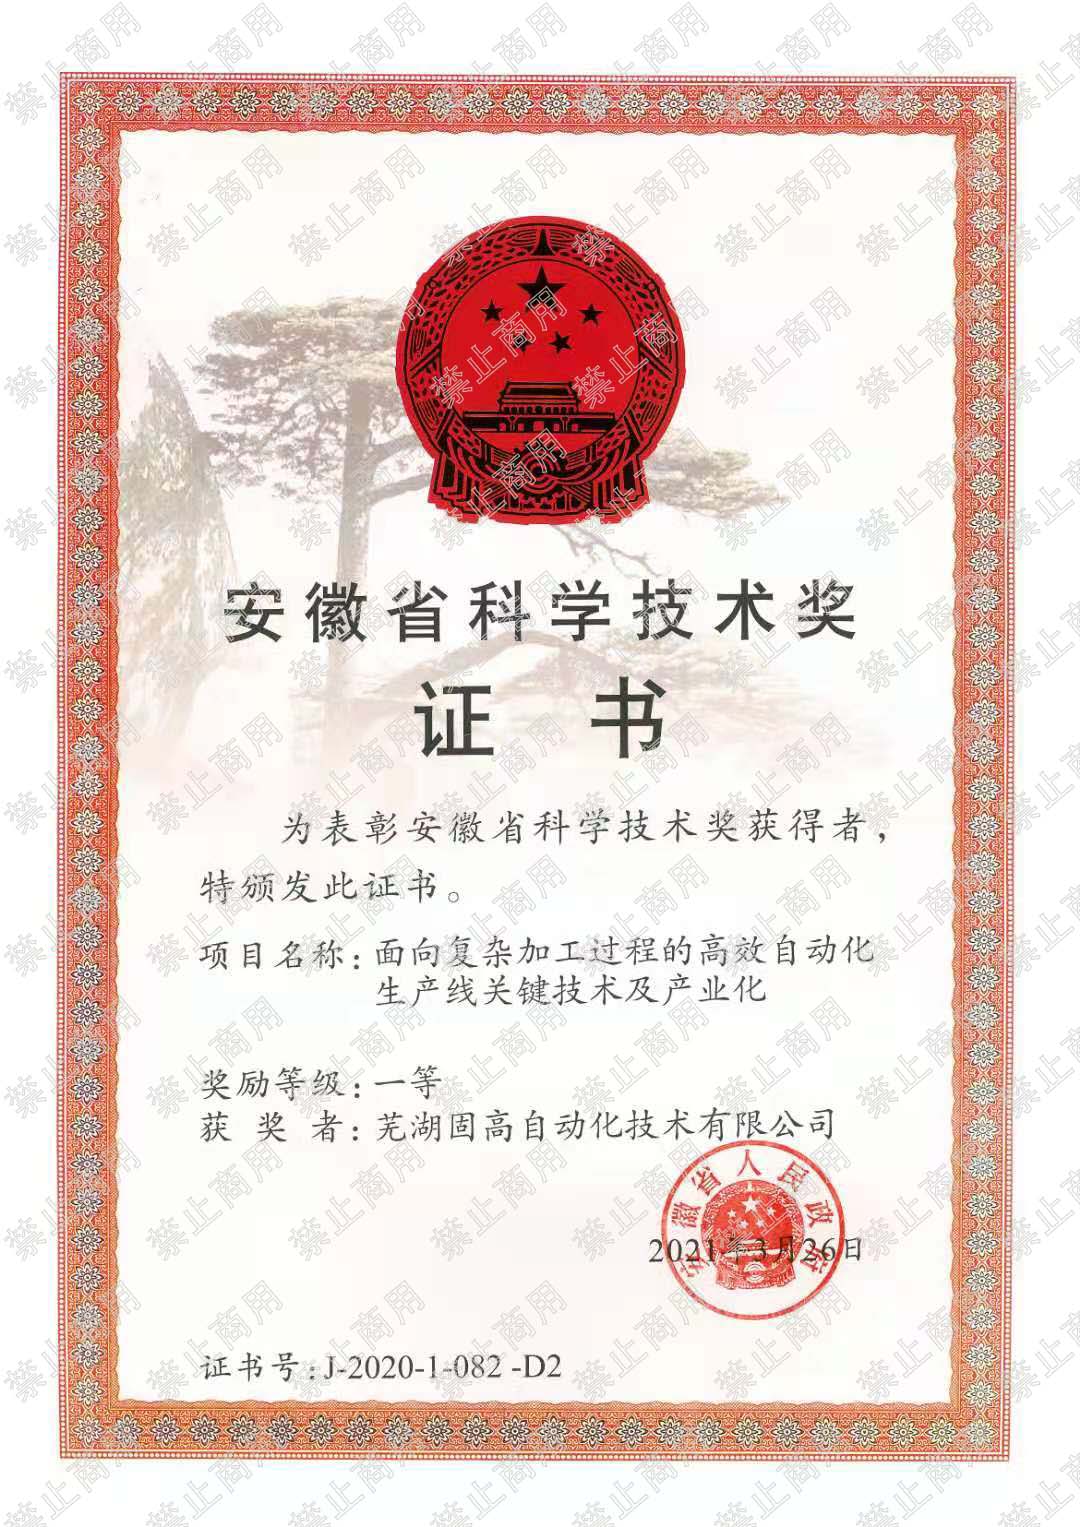 安徽省科学技术奖
证书
为表彰安徽省科学技术奖获得者，
特颁发此证书。
项目名称：面向复杂加工过程的高效自动化
生产线关键技术及产业化
奖励等级：一等
获奖者：芜湖固高自动化技术有限公司
安徽省人民政府
2021年3月26日
证书号：J-2020-1-082 -D2
禁止商用